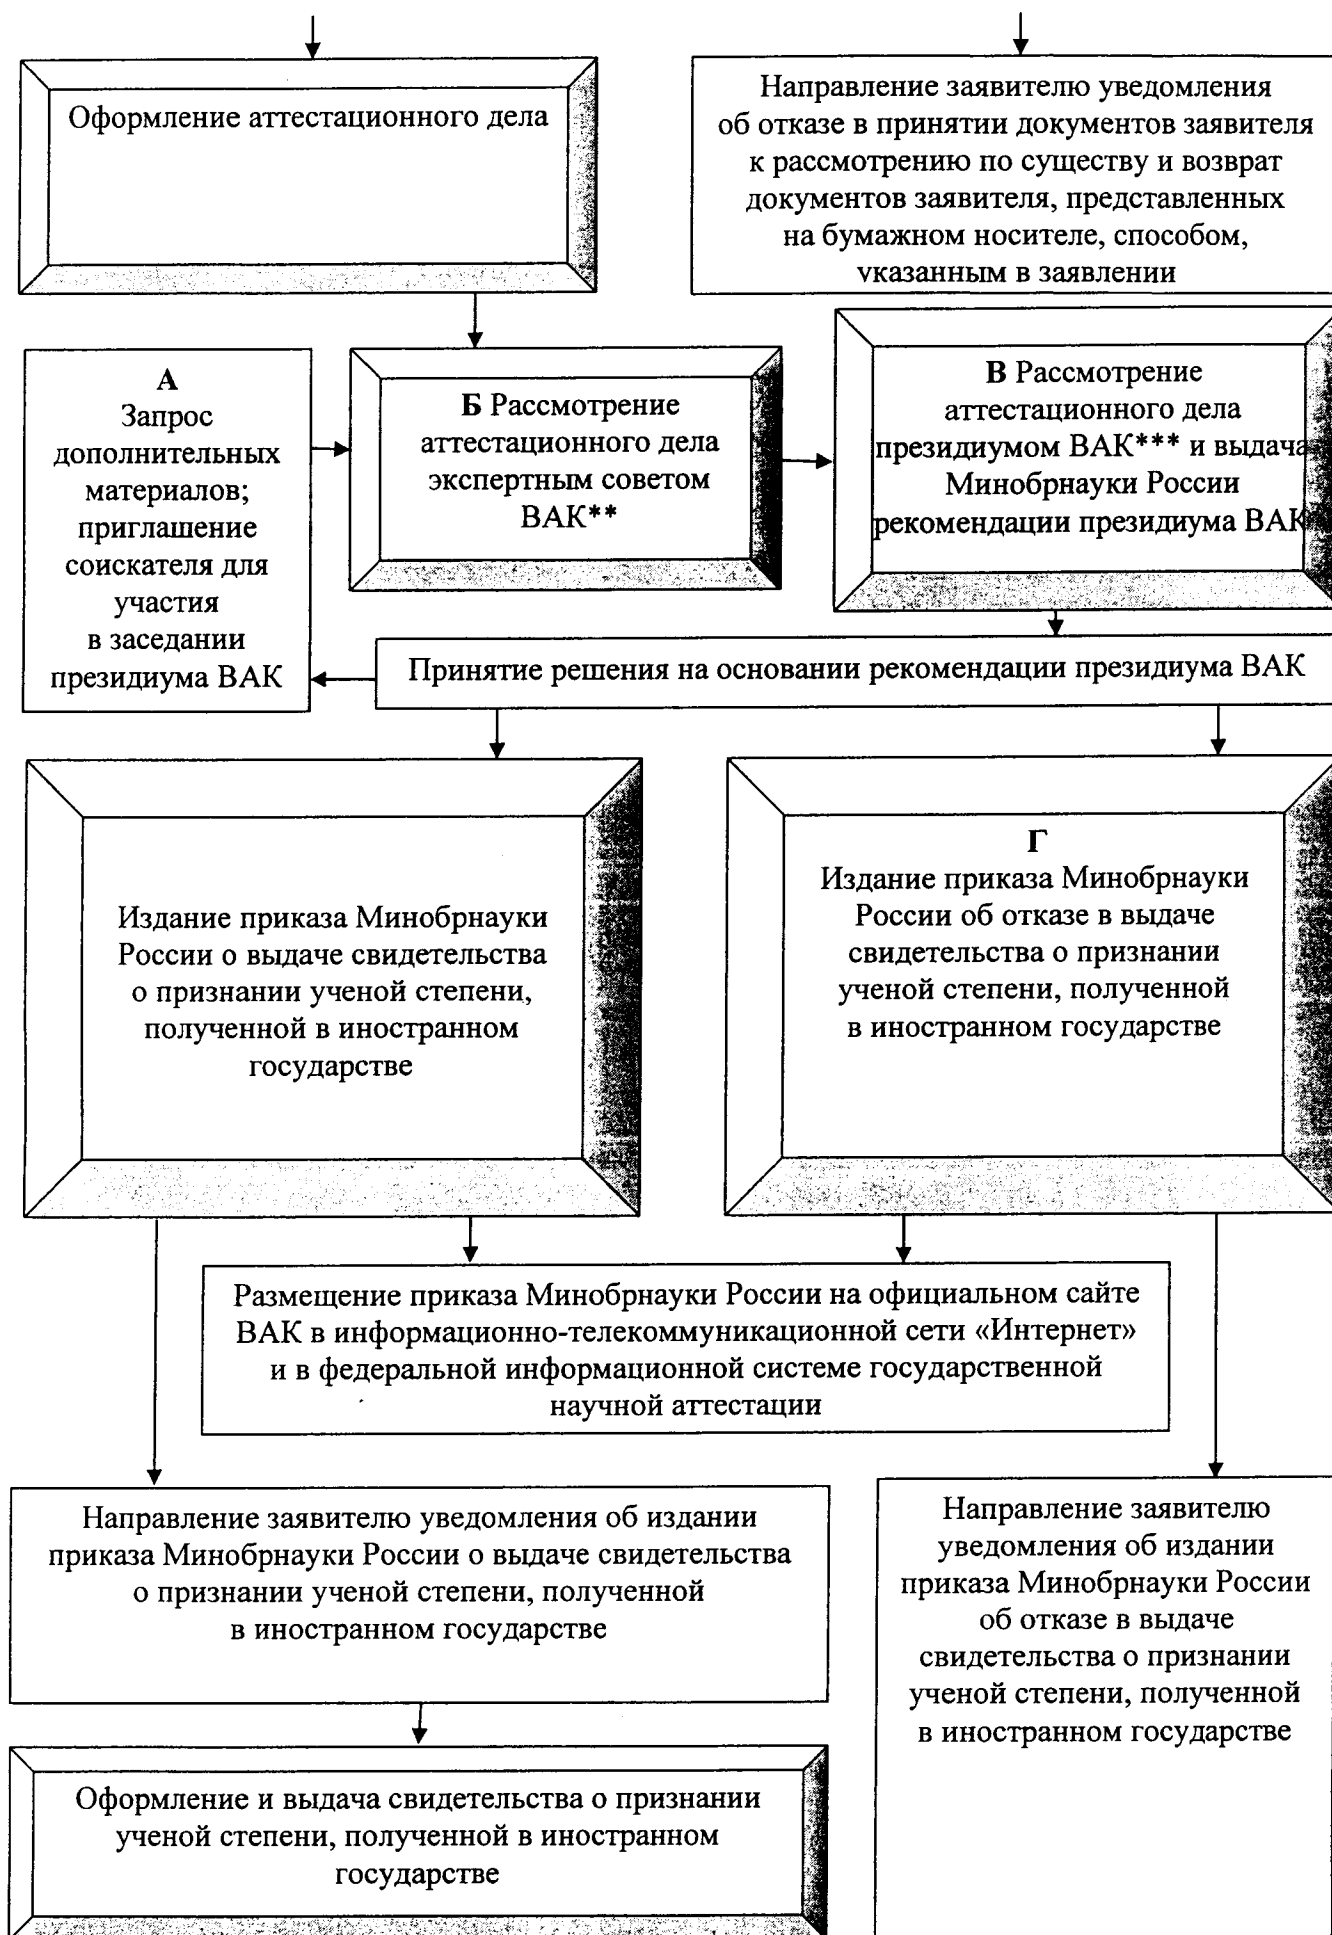 Оформление аттестационного дела
Направление заявителю уведомления
об отказе в принятии документов заявителя
к рассмотрению по существу и возврат
документов заявителя, представленных
на бумажном носителе, способом,
указанным в заявлении
А
Запрос
дополнительных
материалов;
приглашение
соискателя для
участия
в заседании
президиума ВАК
Б Рассмотрение
аттестационного дела
экспертным советом
ВАК**
В Рассмотрение
аттестационного дела
президиумом ВАК*** и выдача
Минобрнауки России
рекомендации президиума ВАК
Принятие решения на основании рекомендации президиума ВАК
Издание приказа Минобрнауки
России о выдаче свидетельства
о признании ученой степени,
полученной в иностранном
государстве
Г
Издание приказа Минобрнауки
России об отказе в выдаче
свидетельства о признании
ученой степени, полученной
в иностранном государстве
Размещение приказа Минобрнауки России на официальном сайте
ВАК в информационно-телекоммуникационной сети «Интернет»
и в федеральной информационной системе государственной
научной аттестации
Направление заявителю уведомления об издании
приказа Минобрнауки России о выдаче свидетельства
о признании ученой степени, полученной
в иностранном государстве
Направление заявителю
уведомления об издании
приказа Минобрнауки России
об отказе в выдаче
свидетельства о признании
ученой степени, полученной
в иностранном государстве
Оформление и выдача свидетельства о признании
ученой степени, полученной в иностранном
государстве